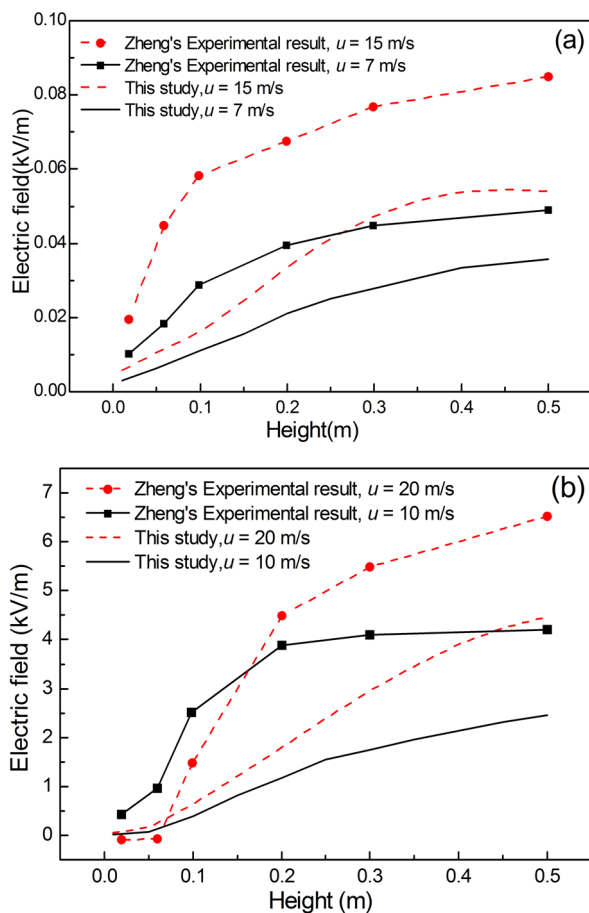 (a)
Zheng's Experimental result, u = 15 m/s
Zheng's Experimental result, u = 7 m/s
This study,u = 15 m/s
This study,u = 7 m/s
Electric field(kV/m)
0.10
0.08
0.06
0.04
0.02
0.00
0.0 0.1 0.2 0.3 0.4 0.5
Height(m)
(b)
Zheng's Experimental result, u = 20 m/s
Zheng's Experimental result, u = 10 m/s
This study,u = 20 m/s
This study,u = 10 m/s
Electric field (kV/m)
7
6
5
4
3
2
1
0
0.0 0.1 0.2 0.3 0.4 0.5
Height (m)